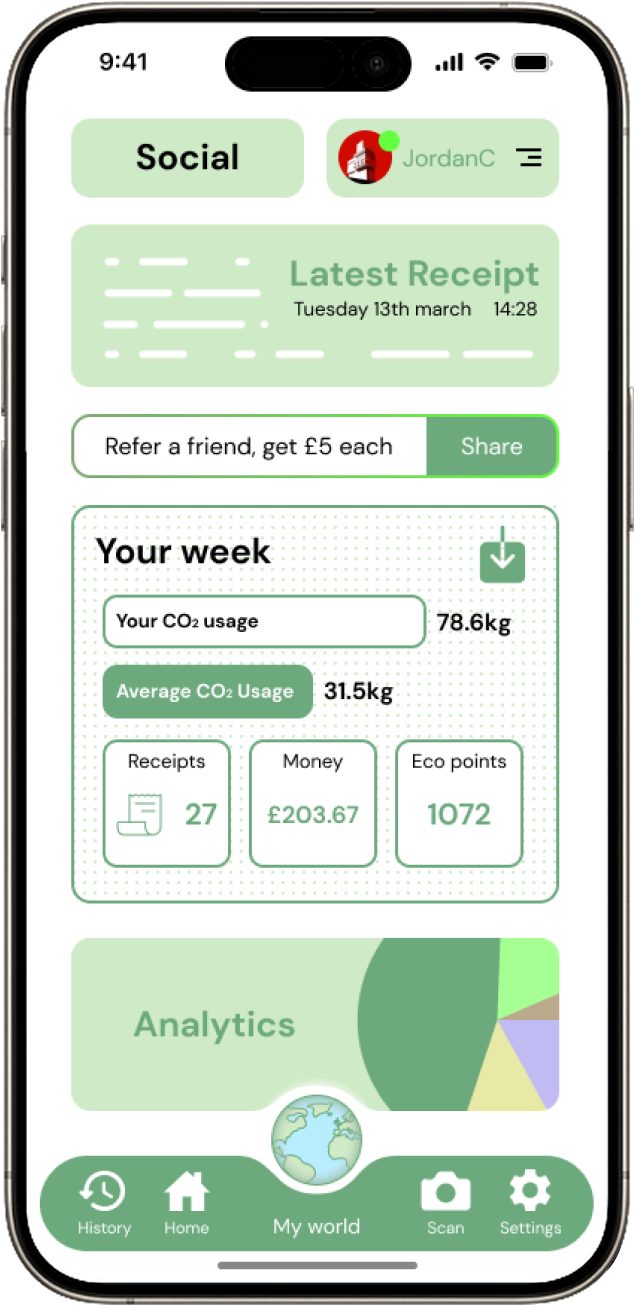 9:41
Social
JordanC
Latest Receipt
Tuesday 13th march 14:28
Refer a friend, get £5 each
Share
Your week
Your CO₂ usage
78.6kg
Average CO₂ Usage
31.5kg
Receipts
27
Money
£203.67
Eco points
1072
Analytics
History
Home
My world
Scan
Settings